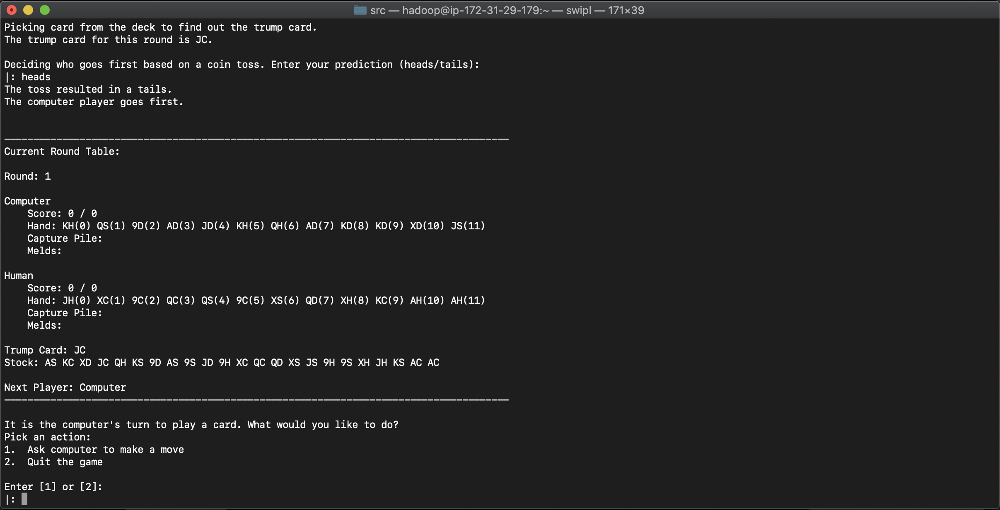 src — hadoop@ip-172-31-29-179:~ — swipl — 171×39
Picking card from the deck to find out the trump card.
The trump card for this round is JC.
Deciding who goes first based on a coin toss. Enter your prediction (heads/tails):
|: heads
The toss resulted in a tails.
The computer player goes first.
_______________________________________________________________________________________
Current Round Table:
Round: 1
Computer
    Score: 0 / 0
    Hand: KH(0) QS(1) 9D(2) AD(3) JD(4) KH(5) QH(6) AD(7) KD(8) KD(9) XD(10) JS(11)
    Capture Pile:
    Melds:
Human
    Score: 0 / 0
    Hand: JH(0) XC(1) 9C(2) QC(3) QS(4) 9C(5) XS(6) QD(7) XH(8) KC(9) AH(10) AH(11)
    Capture Pile:
    Melds:
Trump Card: JC
Stock: AS KC XD JC QH KS 9D AS 9S JD 9H XC QC QD XS JS 9H 9S XH JH KS AC AC
Next Player: Computer
_______________________________________________________________________________________
It is the computer's turn to play a card. What would you like to do?
Pick an action:
1.  Ask computer to make a move
2.  Quit the game
Enter [1] or [2]:
|: